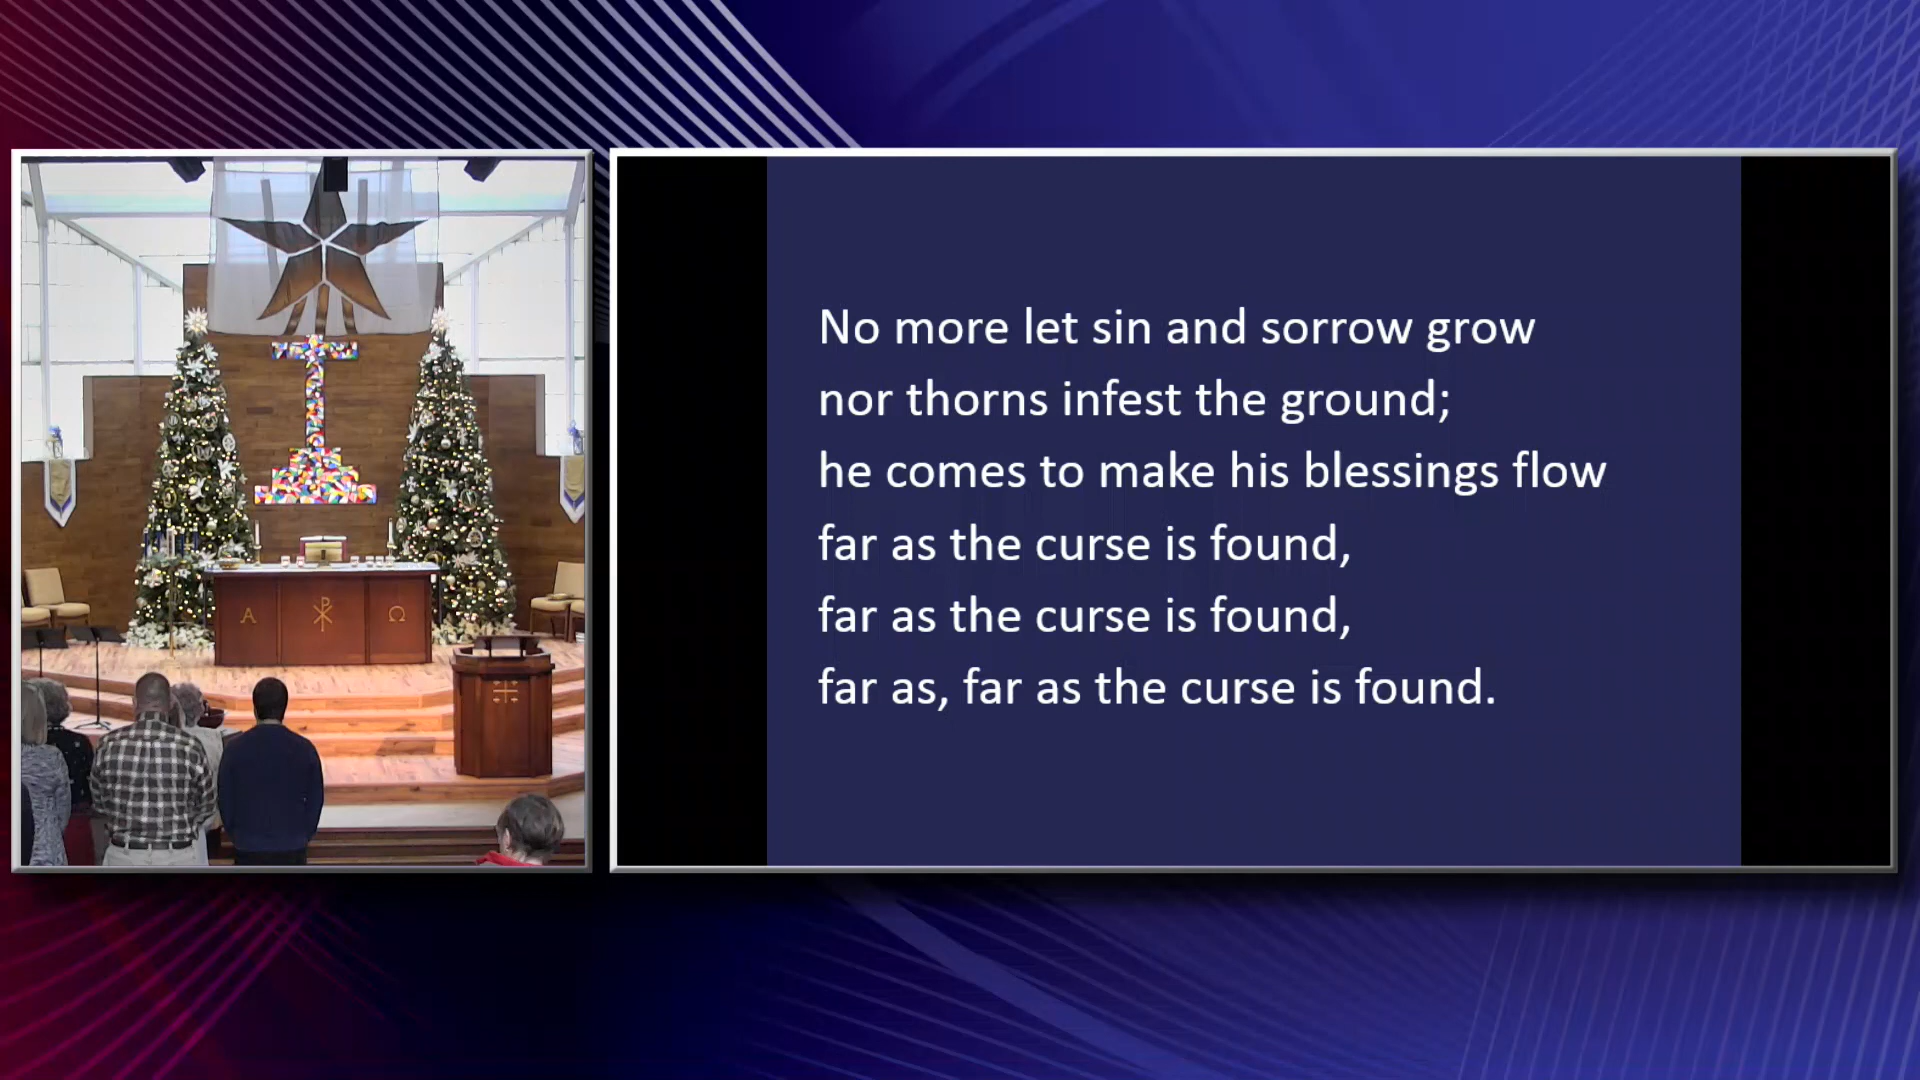 A ☧ Ω
No more let sin and sorrow grow
nor thorns infest the ground;
he comes to make his blessings flow
far as the curse is found,
far as the curse is found,
far as, far as the curse is found.